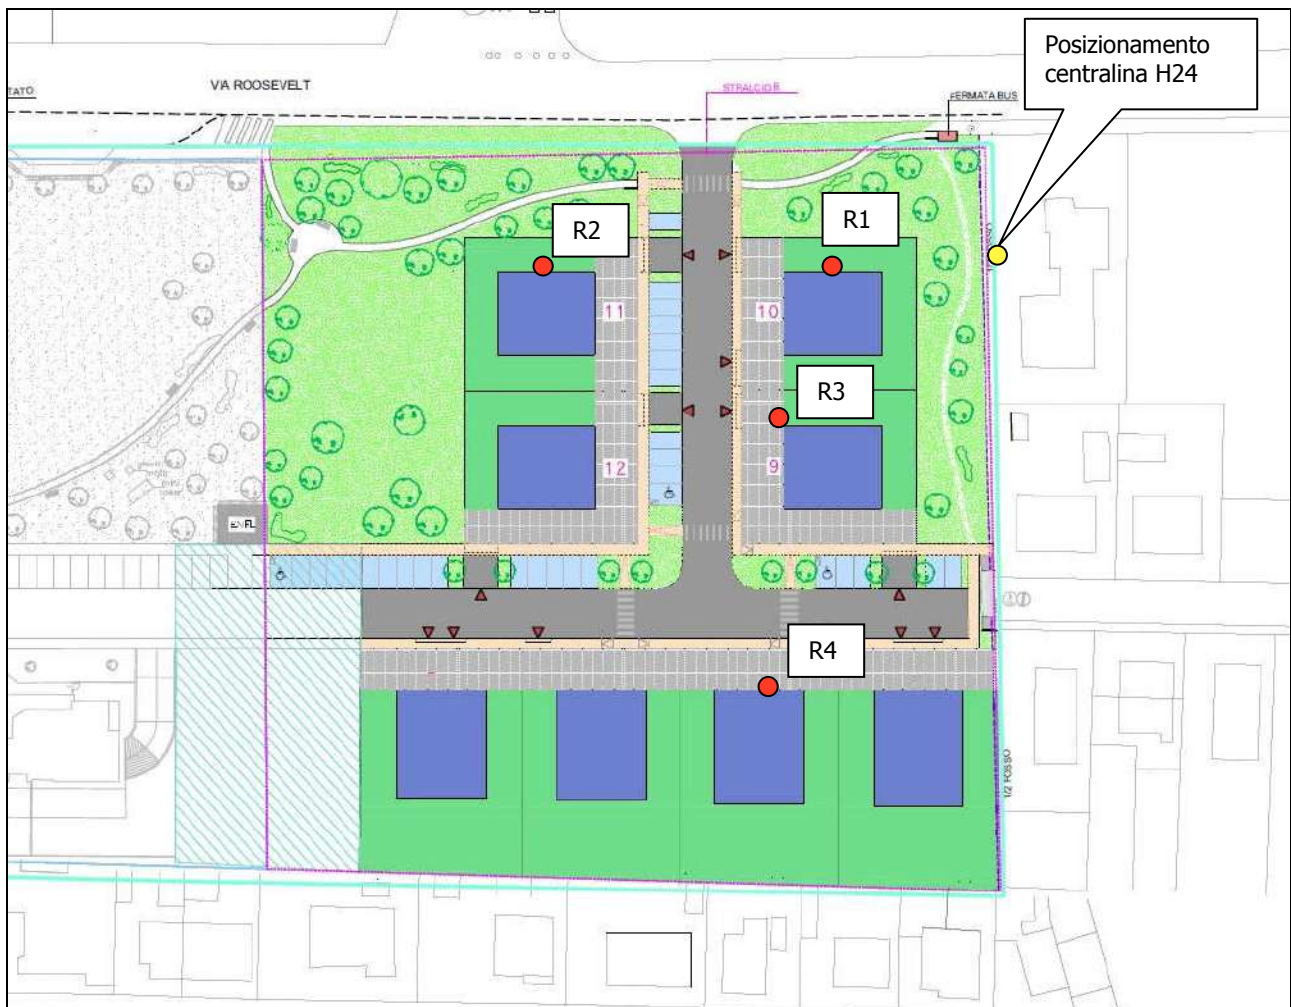 Posizionamento
centralina H24
VIA ROOSEVELT
TATO
STRALCIO B
FERMATA BUS
R2
R1
11
10
R3
12
9
ENEL
R4
1/2 FOSSO